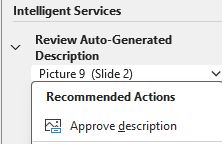 Intelligent Services
Review Auto-Generated
Description
Picture 9 (Slide 2)
Recommended Actions
Approve description